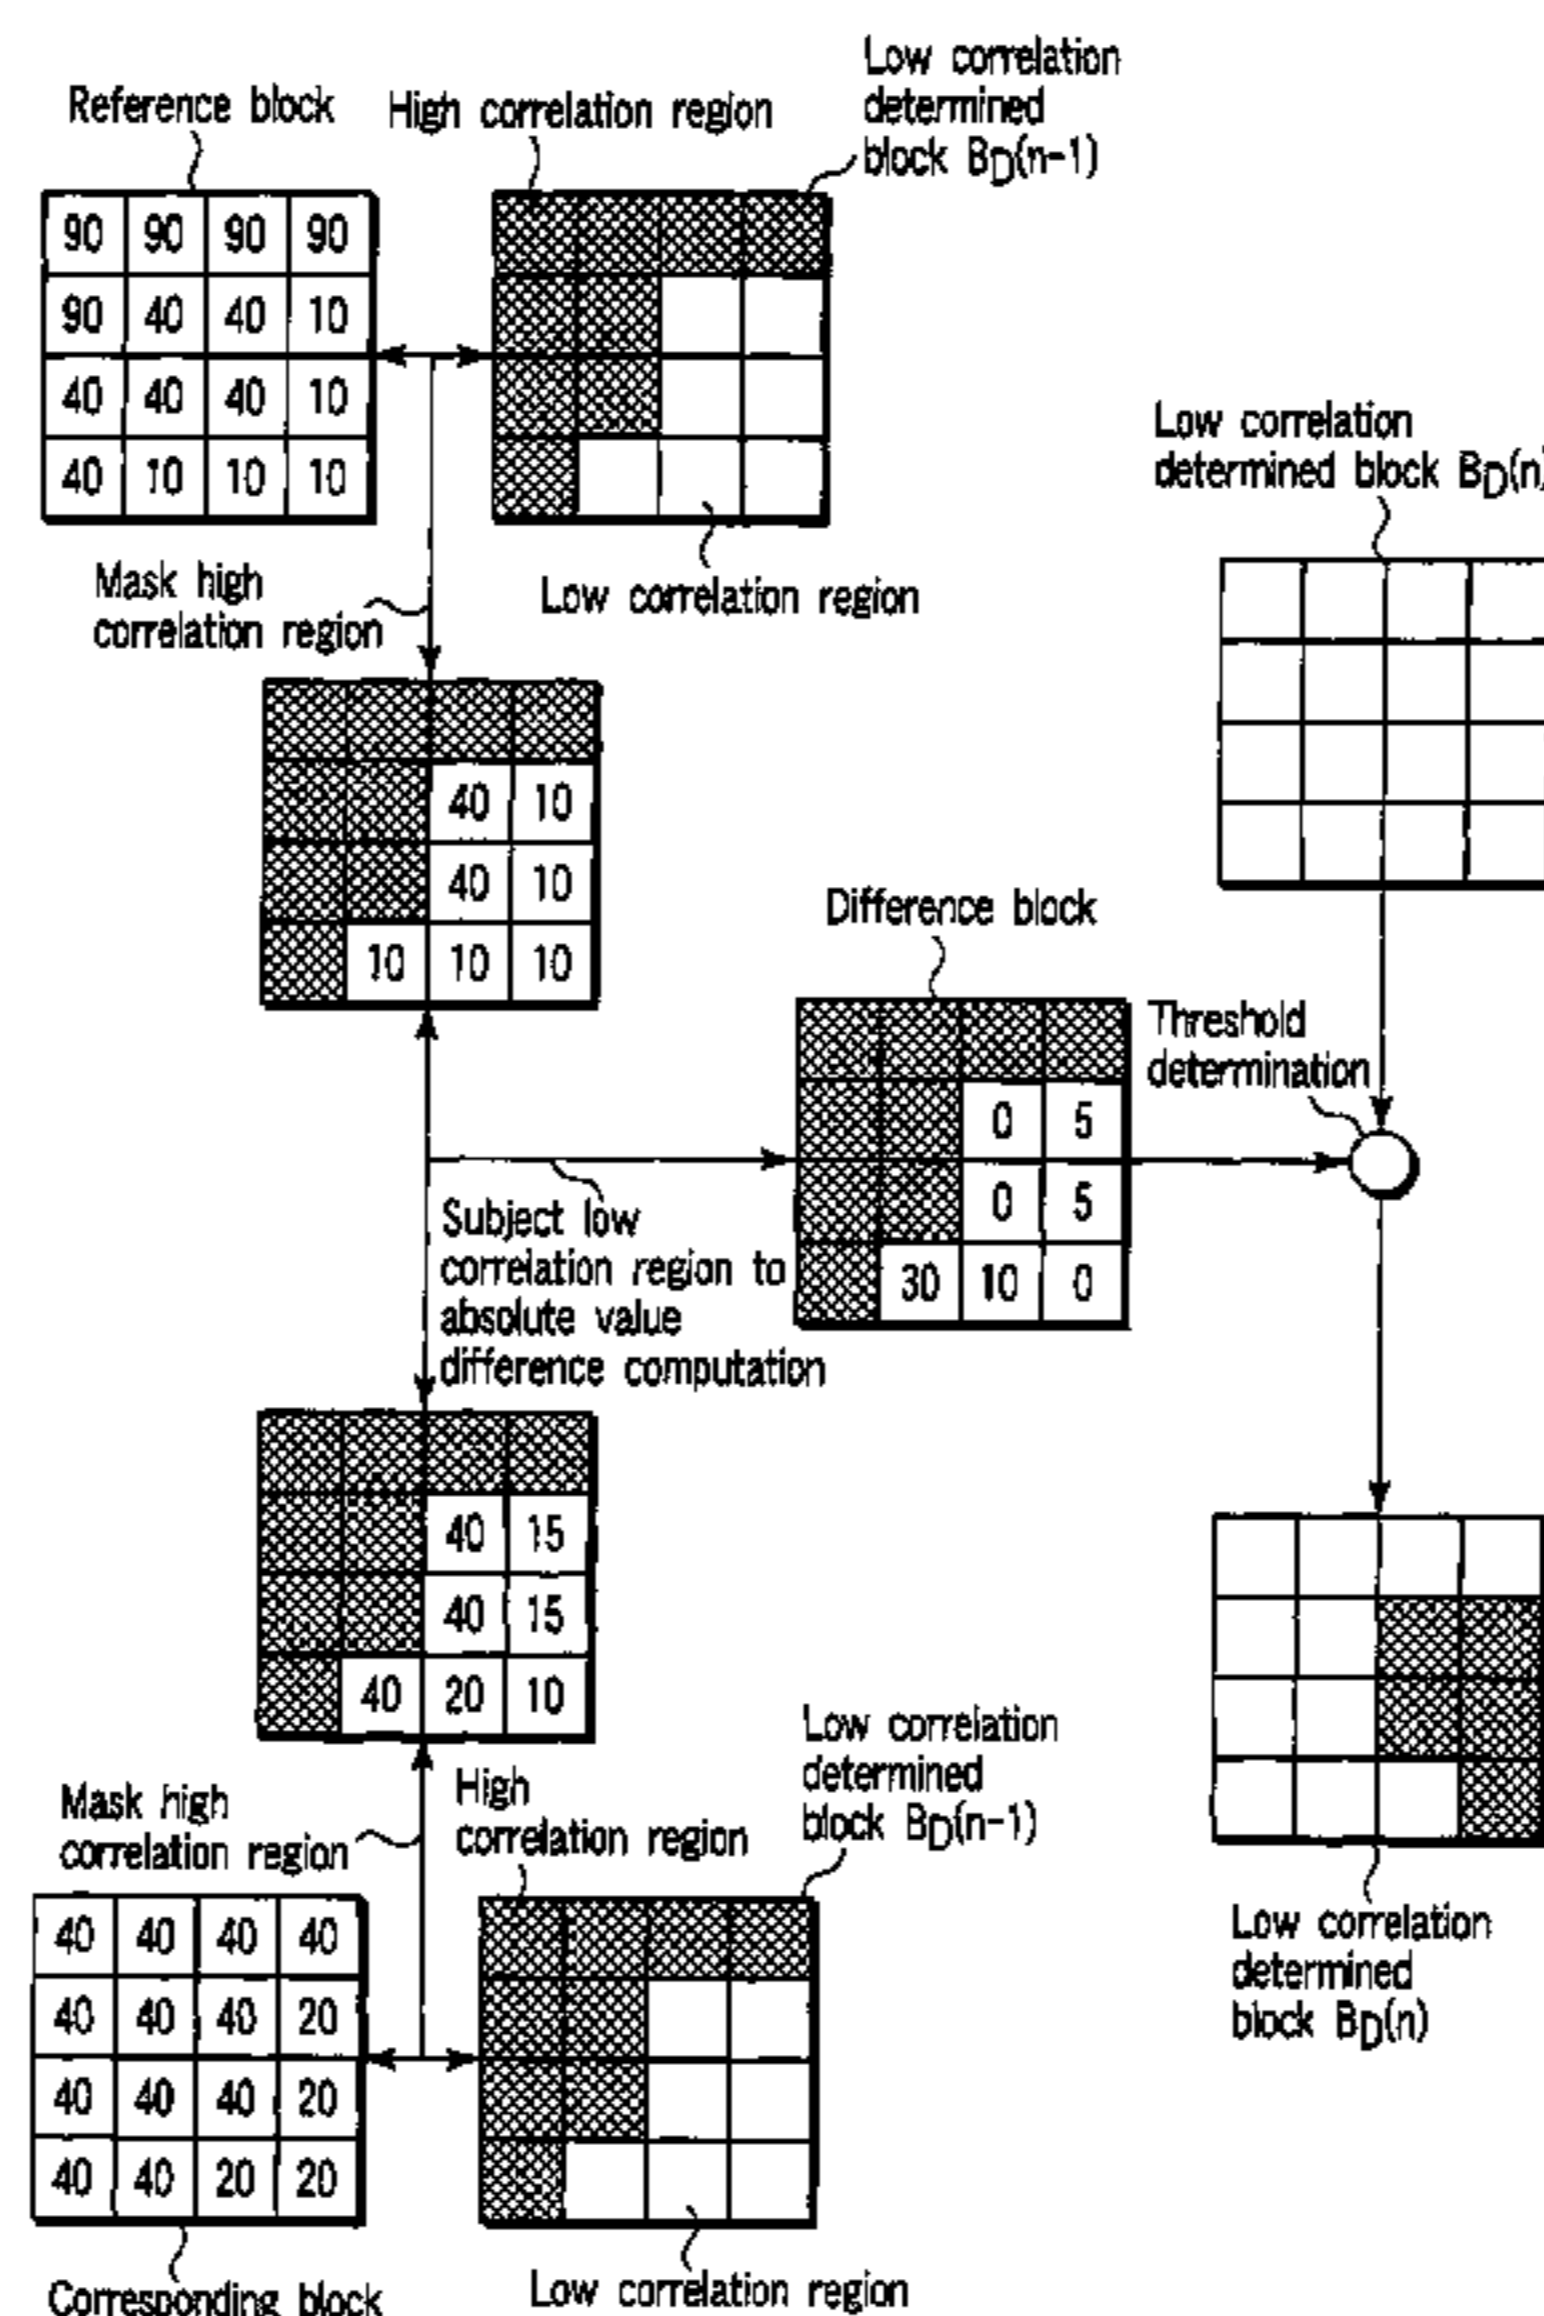 Low correlation
determined
block BD(n-1)
Reference block
High correlation region
90 90 90 90
90 40 40 10
40 40 40 10
40 10 10 10
Low correlation
determined block BD(n)
Mask high
correlation region
Low correlation region
40 10
40 10
10 10 10
Difference block
Threshold
determination
0 5
0 5
30 10 0
Subject low
correlation region to
absolute value
difference computation
40 15
40 15
40 20 10
Low correlation
determined
block BD(n-1)
Mask high
correlation region
High
correlation region
40 40 40 40
40 40 40 20
40 40 40 20
40 40 20 20
Low correlation
determined
block BD(n)
Low correlation region
Corresponding block